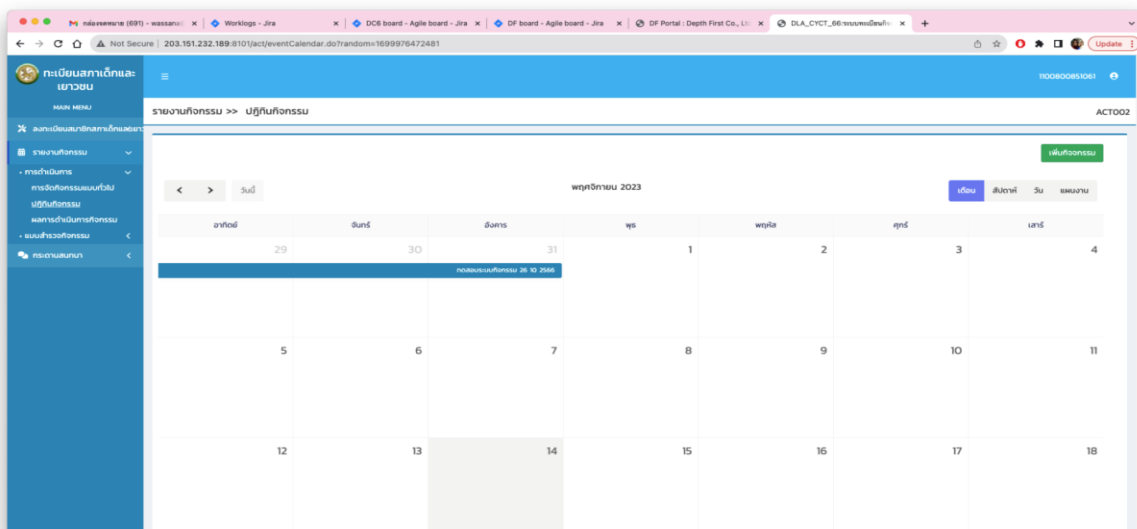 กล่องจดหมาย (691) - wassana
Worklogs - Jira
DC6 board - Agile board - Jira
DF board - Agile board - Jira
DF Portal : Depth First Co., Lt
DLA_CYCT_66:ระบบทะเบียนกิจ
Not Secure | 203.151.232.189:8101/act/eventCalendar.do?random=1699976472481
Update
ทะเบียนสภาเด็กและ
เยาวชน
1100800851061
MAIN MENU
รายงานกิจกรรม >> ปฏิทินกิจกรรม
ACT002
ลงทะเบียนสมาชิกสภาเด็กและเยาว
รายงานกิจกรรม
เพิ่มกิจกรรม
• การดำเนินการ
การจัดกิจกรรมแบบทั่วไป
ปฏิทินกิจกรรม
ผลการดำเนินการกิจกรรม
• แบบสำรวจกิจกรรม
กระดานสนทนา
วันนี้
พฤศจิกายน 2023
เดือน สัปดาห์ วัน แผนงาน
อาทิตย์ จันทร์ อังคาร พุธ พฤหัส ศุกร์ เสาร์
29 30 31 1 2 3 4
ทดสอบระบบกิจกรรม 26 10 2566
5 6 7 8 9 10 11
12 13 14 15 16 17 18